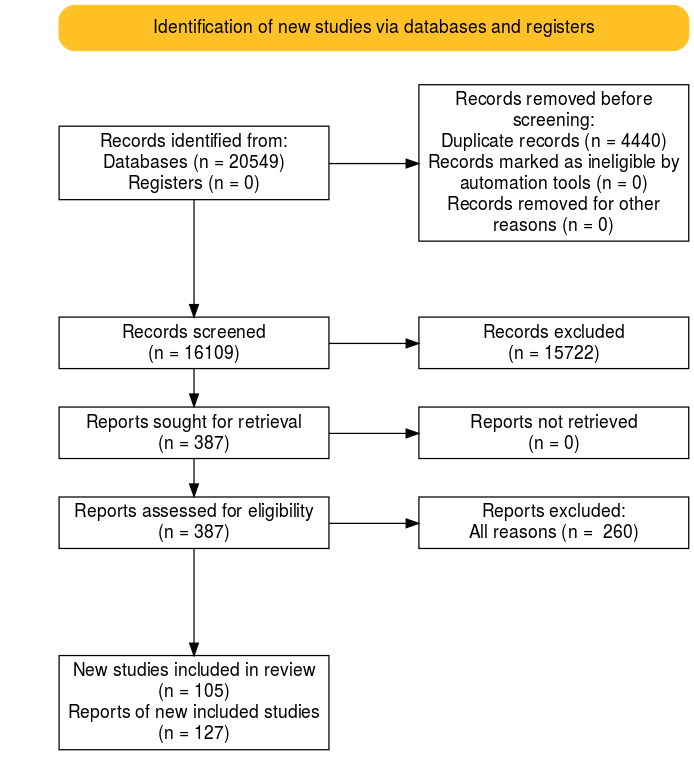 Identification of new studies via databases and registers
Records identified from:
Databases (n = 20549)
Registers (n = 0)
Records removed before
screening:
Duplicate records (n = 4440)
Records marked as ineligible by
automation tools (n = 0)
Records removed for other
reasons (n = 0)
Records screened
(n = 16109)
Records excluded
(n = 15722)
Reports sought for retrieval
(n = 387)
Reports not retrieved
(n = 0)
Reports assessed for eligibility
(n = 387)
Reports excluded:
All reasons (n =  260)
New studies included in review
(n = 105)
Reports of new included studies
(n = 127)